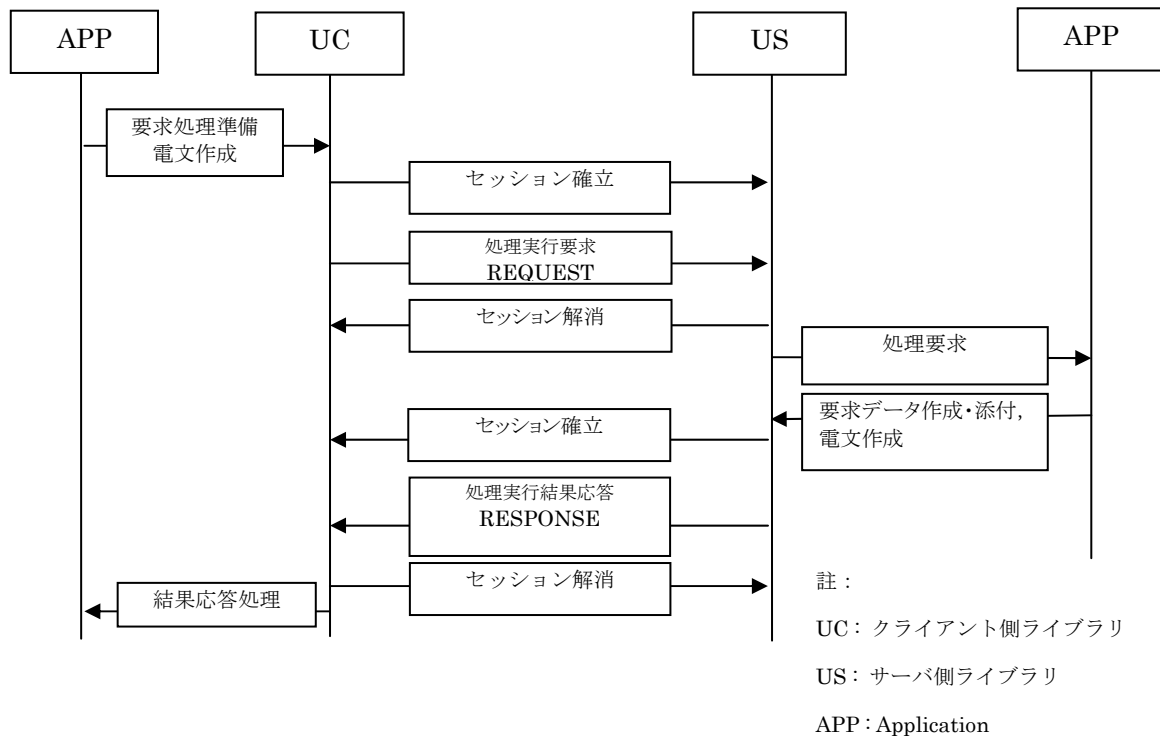 APP
UC
US
APP
要求処理準備
電文作成
セッション確立
処理実行要求
REQUEST
セッション解消
処理要求
要求データ作成・添付,
電文作成
セッション確立
処理実行結果応答
RESPONSE
セッション解消
結果応答処理
註：
UC：クライアント側ライブラリ
US：サーバ側ライブラリ
APP：Application